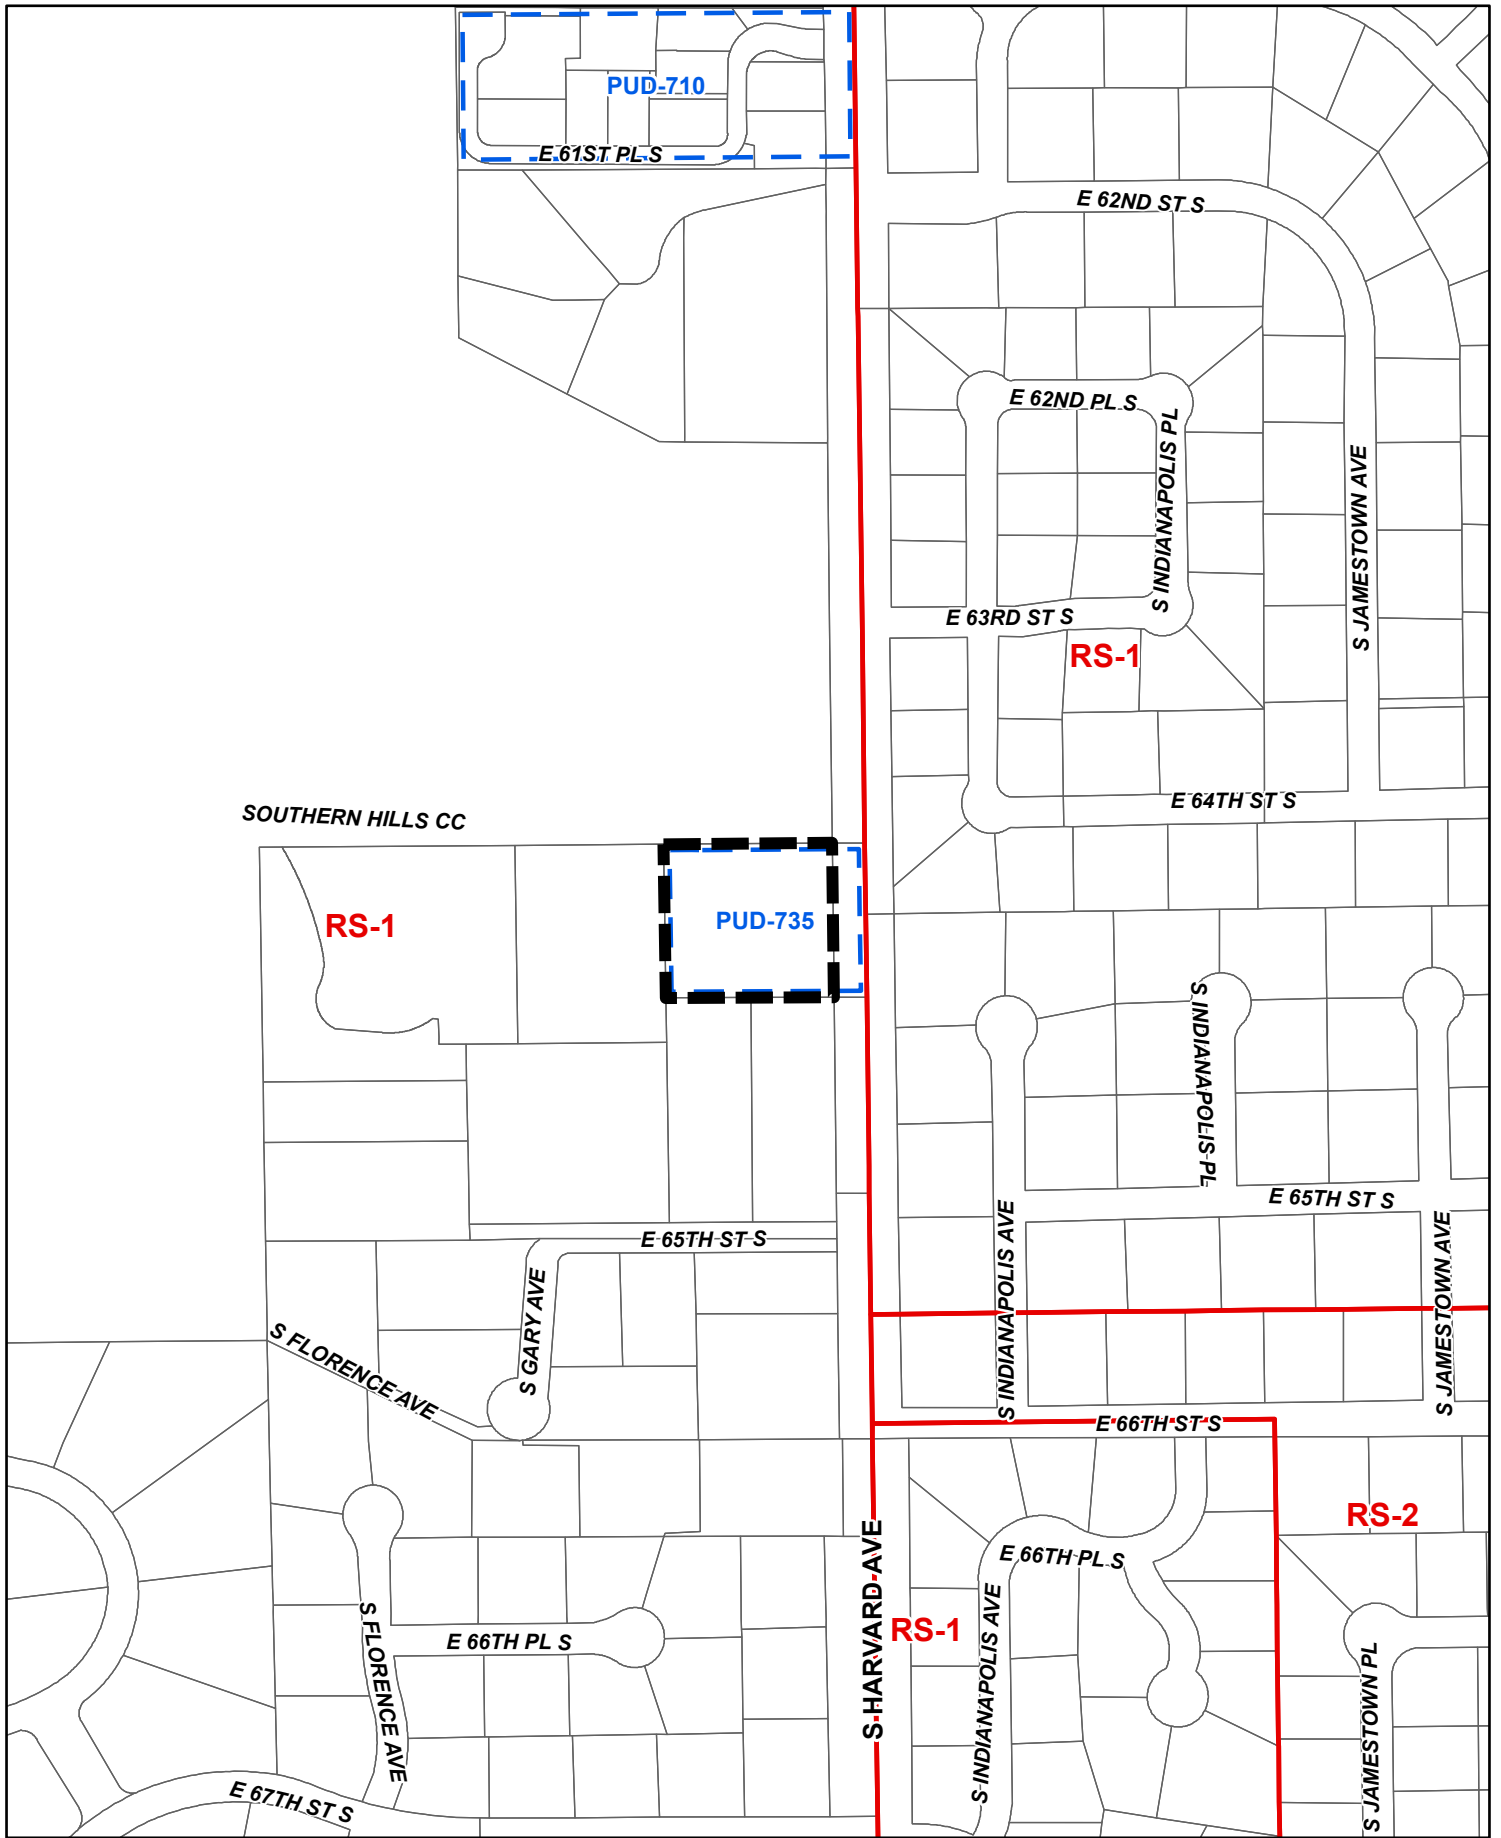 PUD-710
E 61ST PL S
E 62ND ST S
E 62ND PL S
S INDIANAPOLIS PL
S JAMESTOWN AVE
E 63RD ST S
RS-1
E 64TH ST S
SOUTHERN HILLS CC
RS-1
PUD-735
S INDIANAPOLIS PL
E 65TH ST S
S INDIANAPOLIS AVE
S JAMESTOWN AVE
E 65TH ST S
S GARY AVE
S FLORENCE AVE
E 66TH ST S
RS-2
S HARVARD AVE
E 66TH PL S
RS-1
S INDIANAPOLIS AVE
E 66TH PL S
S FLORENCE AVE
S JAMESTOWN PL
E 67TH ST S